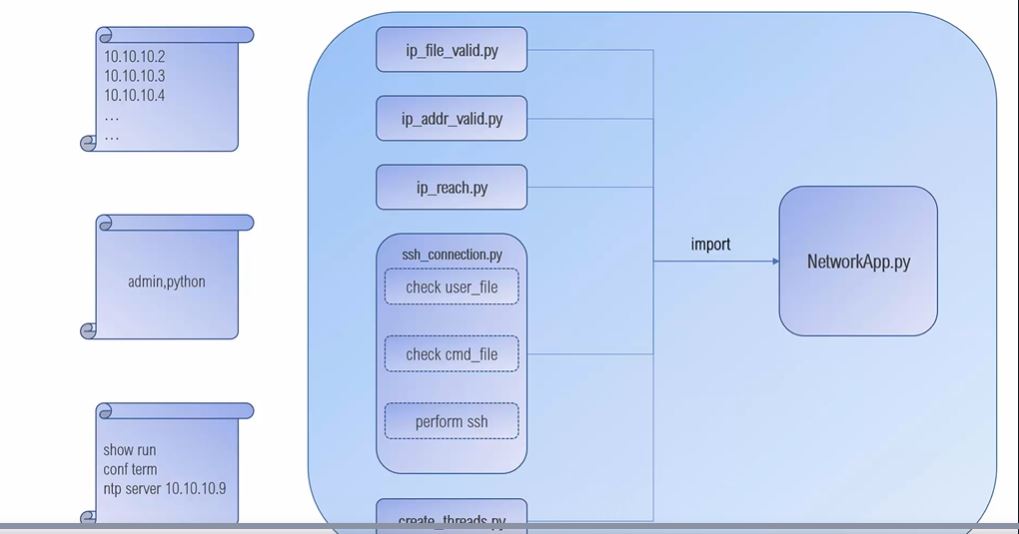 10.10.10.2
10.10.10.3
10.10.10.4
...
...
admin,python
show run
conf term
ntp server 10.10.10.9
ip_file_valid.py
ip_addr_valid.py
ip_reach.py
ssh_connection.py
check user_file
check cmd_file
perform ssh
create_threads.py
import
NetworkApp.py